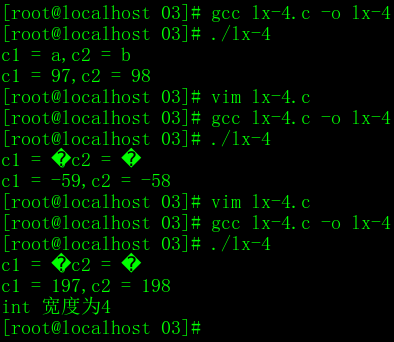 [root@localhost 03]# gcc lx-4.c -o lx-4
[root@localhost 03]# ./lx-4
c1 = a,c2 = b
c1 = 97,c2 = 98
[root@localhost 03]# vim lx-4.c
[root@localhost 03]# gcc lx-4.c -o lx-4
[root@localhost 03]# ./lx-4
c1 = �c2 = �
c1 = -59,c2 = -58
[root@localhost 03]# vim lx-4.c
[root@localhost 03]# gcc lx-4.c -o lx-4
[root@localhost 03]# ./lx-4
c1 = �c2 = �
c1 = 197,c2 = 198
int 宽度为4
[root@localhost 03]#